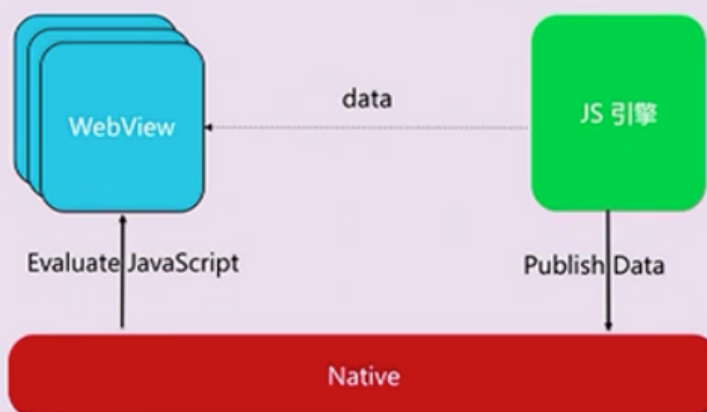 data
WebView
JS 引擎
Evaluate JavaScript
Publish Data
Native